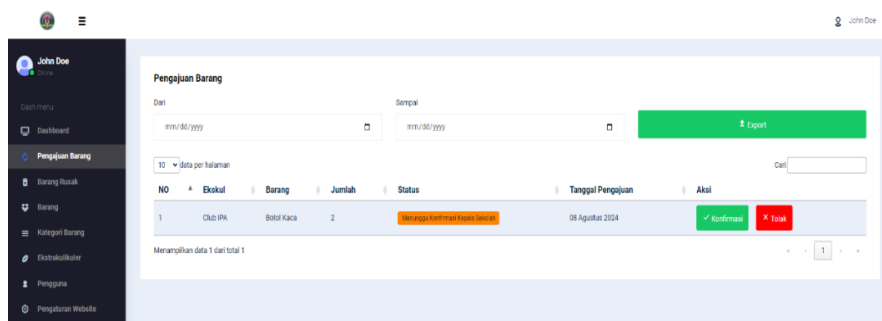 John Doe
John Doe
Online
Dash menu
Dashboard
Pengajuan Barang
Barang Rusak
Barang
Kategori Barang
Ekstrakulikuler
Pengguna
Pengaturan Website
Pengajuan Barang
Dari
Sampai
mm/dd/yyyy
mm/dd/yyyy
Export
10 data per halaman
Cari
NO Ekskul Barang Jumlah Status Tanggal Pengajuan Aksi
1 Club IPA Botol Kaca 2 Menunggu Konfirmasi Kepala Sekolah 08 Agustus 2024 Konfirmasi Tolak
Menampilkan data 1 dari total 1
« ‹ 1 › »